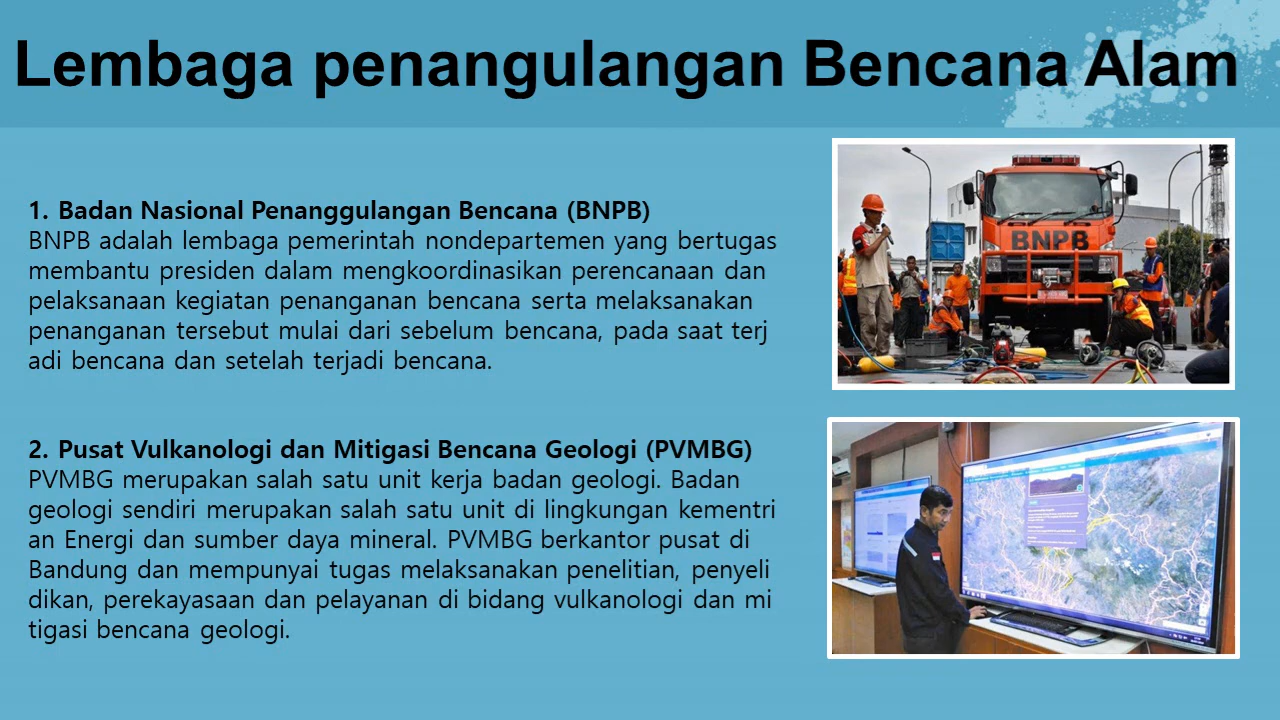 Lembaga penangulangan Bencana Alam
1. Badan Nasional Penanggulangan Bencana (BNPB)
BNPB adalah lembaga pemerintah nondepartemen yang bertugas
membantu presiden dalam mengkoordinasikan perencanaan dan
pelaksanaan kegiatan penanganan bencana serta melaksanakan
penanganan tersebut mulai dari sebelum bencana, pada saat terj
adi bencana dan setelah terjadi bencana.
BNPB
2. Pusat Vulkanologi dan Mitigasi Bencana Geologi (PVMBG)
PVMBG merupakan salah satu unit kerja badan geologi. Badan
geologi sendiri merupakan salah satu unit di lingkungan kementri
an Energi dan sumber daya mineral. PVMBG berkantor pusat di
Bandung dan mempunyai tugas melaksanakan penelitian, penyeli
dikan, perekayasaan dan pelayanan di bidang vulkanologi dan mi
tigasi bencana geologi.